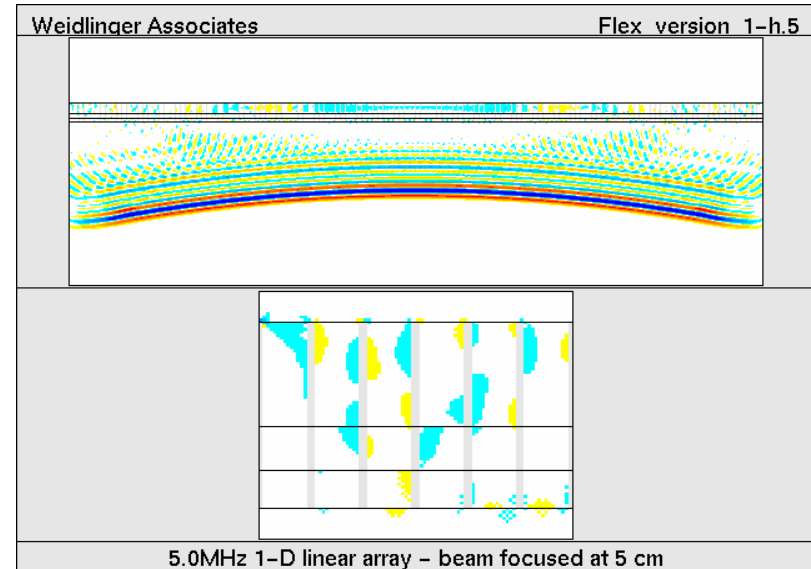 Weidlinger Associates Flex version 1-h.5
5.0MHz 1-D linear array - beam focused at 5 cm